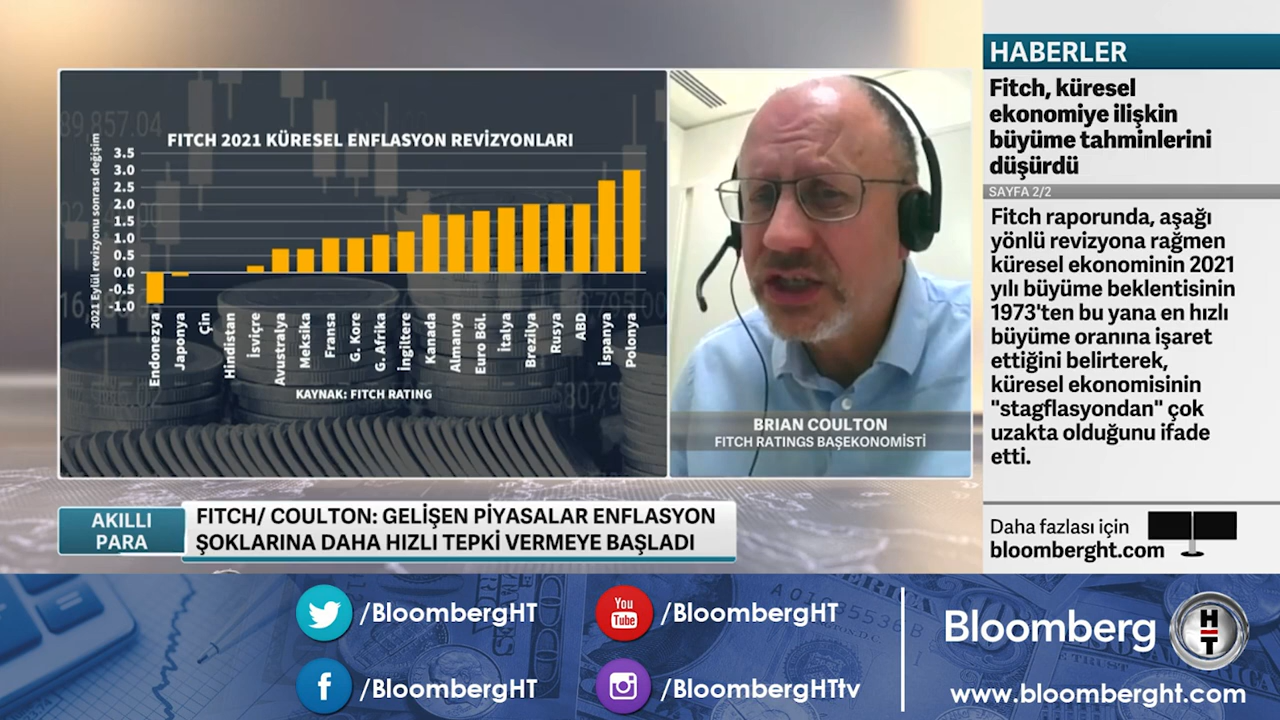 FITCH 2021 KÜRESEL ENFLASYON REVİZYONLARI
2021 Eylül revizyonu sonrası değişim
3.5
3.0
2.5
2.0
1.5
1.0
0.5
0.0
-0.5
-1.0
Endonezya
Japonya
Çin
Hindistan
İsviçre
Avustralya
Meksika
Fransa
G. Kore
G. Afrika
İngiltere
Kanada
Almanya
Euro Böl.
İtalya
Brezilya
Rusya
ABD
İspanya
Polonya
KAYNAK: FITCH RATING
BRIAN COULTON
FITCH RATINGS BAŞEKONOMİSTİ
AKILLI
PARA
FITCH/ COULTON: GELİŞEN PİYASALAR ENFLASYON
ŞOKLARINA DAHA HIZLI TEPKİ VERMEYE BAŞLADI
HABERLER
Fitch, küresel
ekonomiye ilişkin
büyüme tahminlerini
düşürdü
SAYFA 2/2
Fitch raporunda, aşağı
yönlü revizyona rağmen
küresel ekonominin 2021
yılı büyüme beklentisinin
1973'ten bu yana en hızlı
büyüme oranına işaret
ettiğini belirterek,
küresel ekonomisinin
"stagflasyondan" çok
uzakta olduğunu ifade
etti.
Daha fazlası için
bloomberght.com
/BloombergHT
You
Tube
/BloombergHT
/BloombergHT
/BloombergHTtv
Bloomberg
HT
www.bloomberght.com